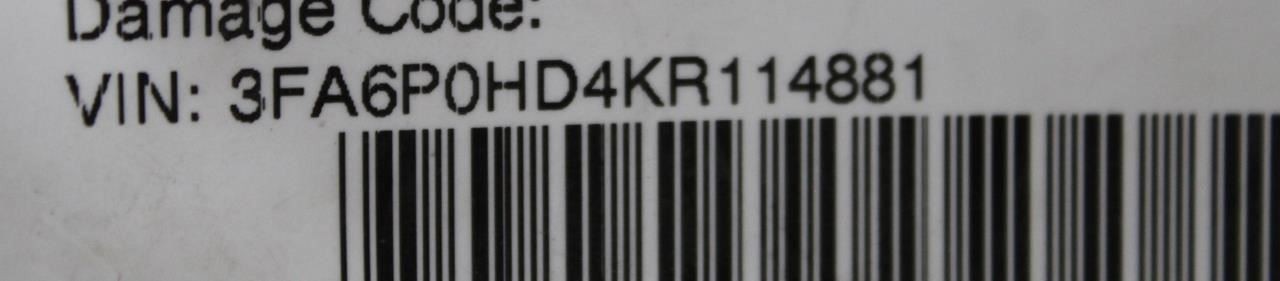 Damage Code:
VIN: 3FA6P0HD4KR114881